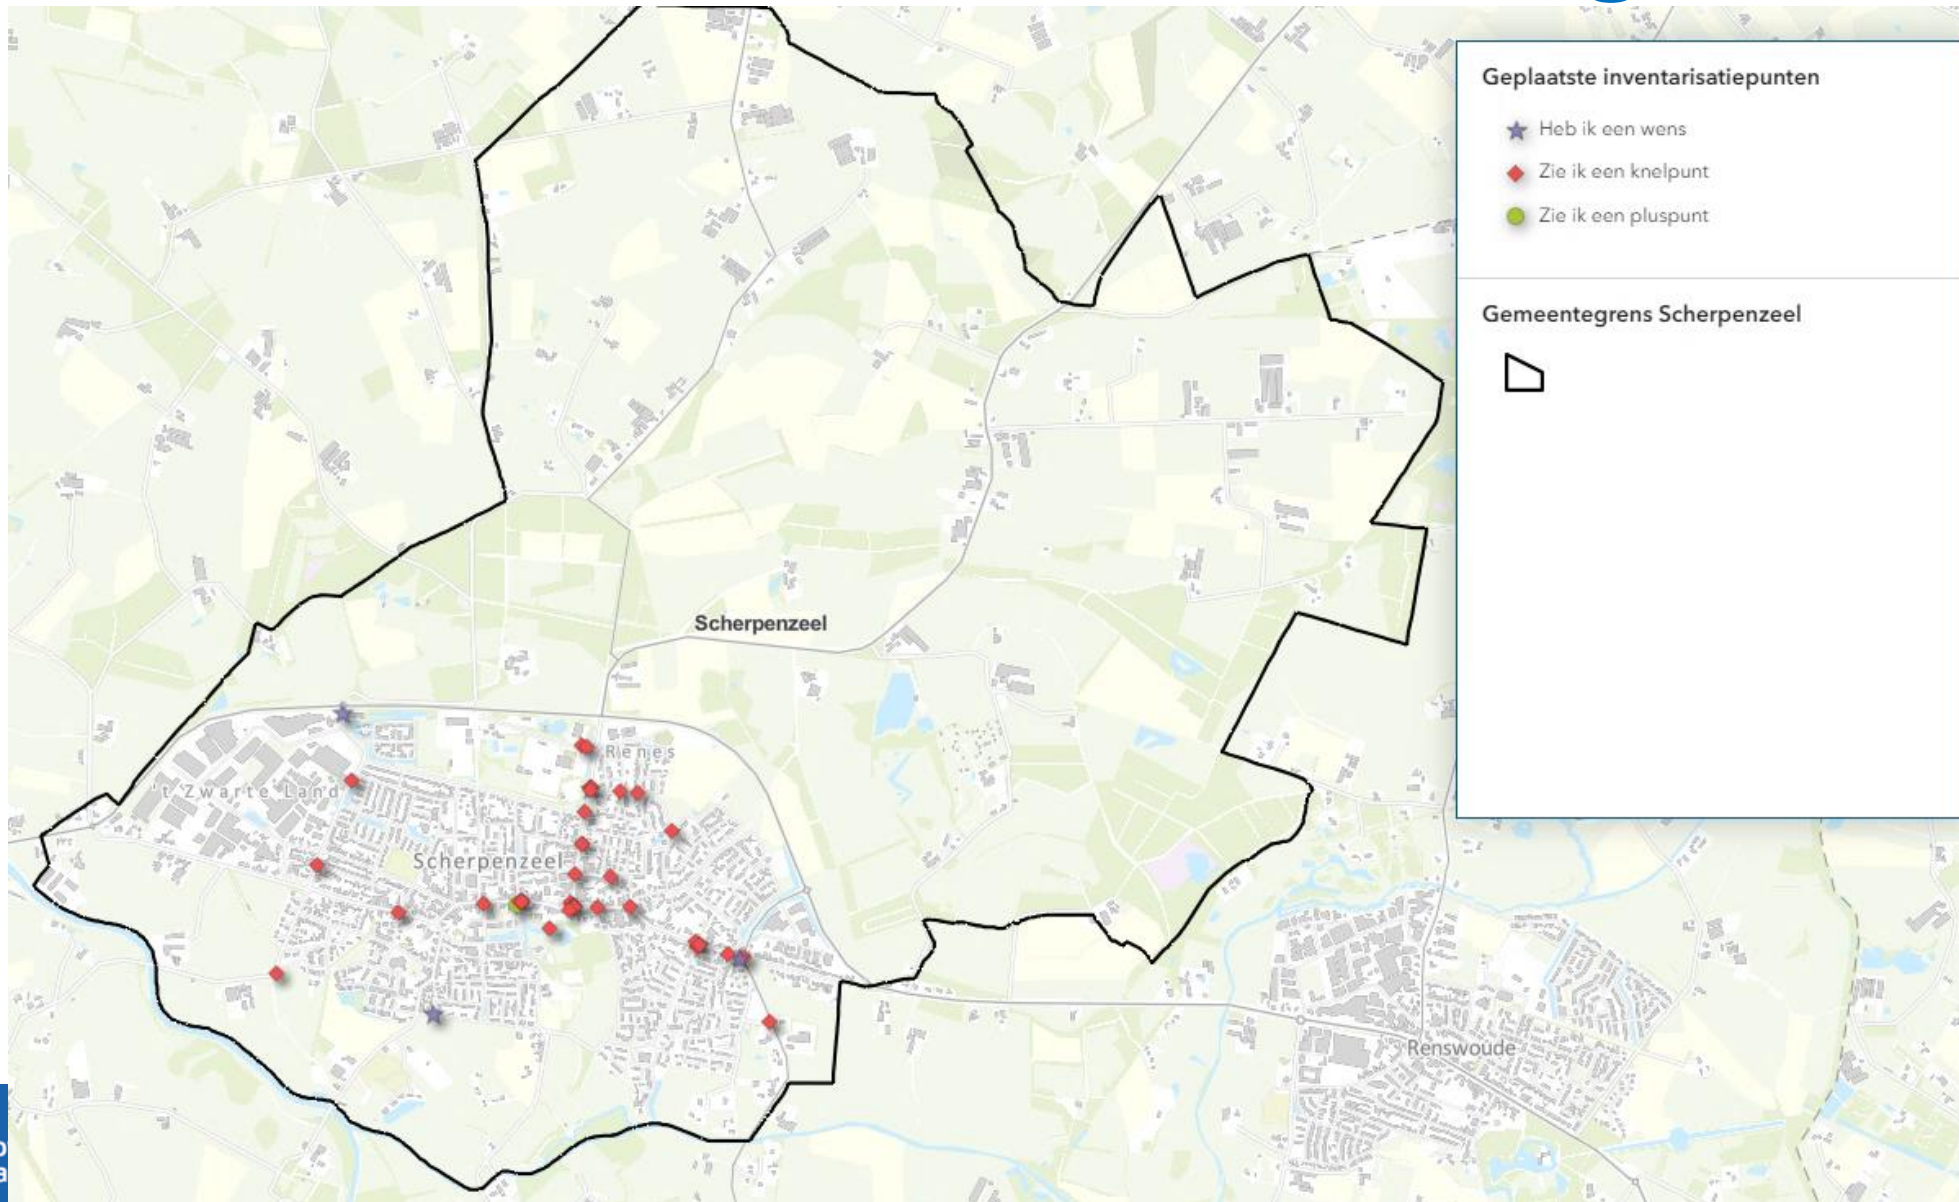 Geplaatste inventarisatiepunten
Heb ik een wens
Zie ik een knelpunt
Zie ik een pluspunt
Gemeentegrens Scherpenzeel
Scherpenzeel
Renes
't Zwarte Land
Scherpenzeel
Renswoude